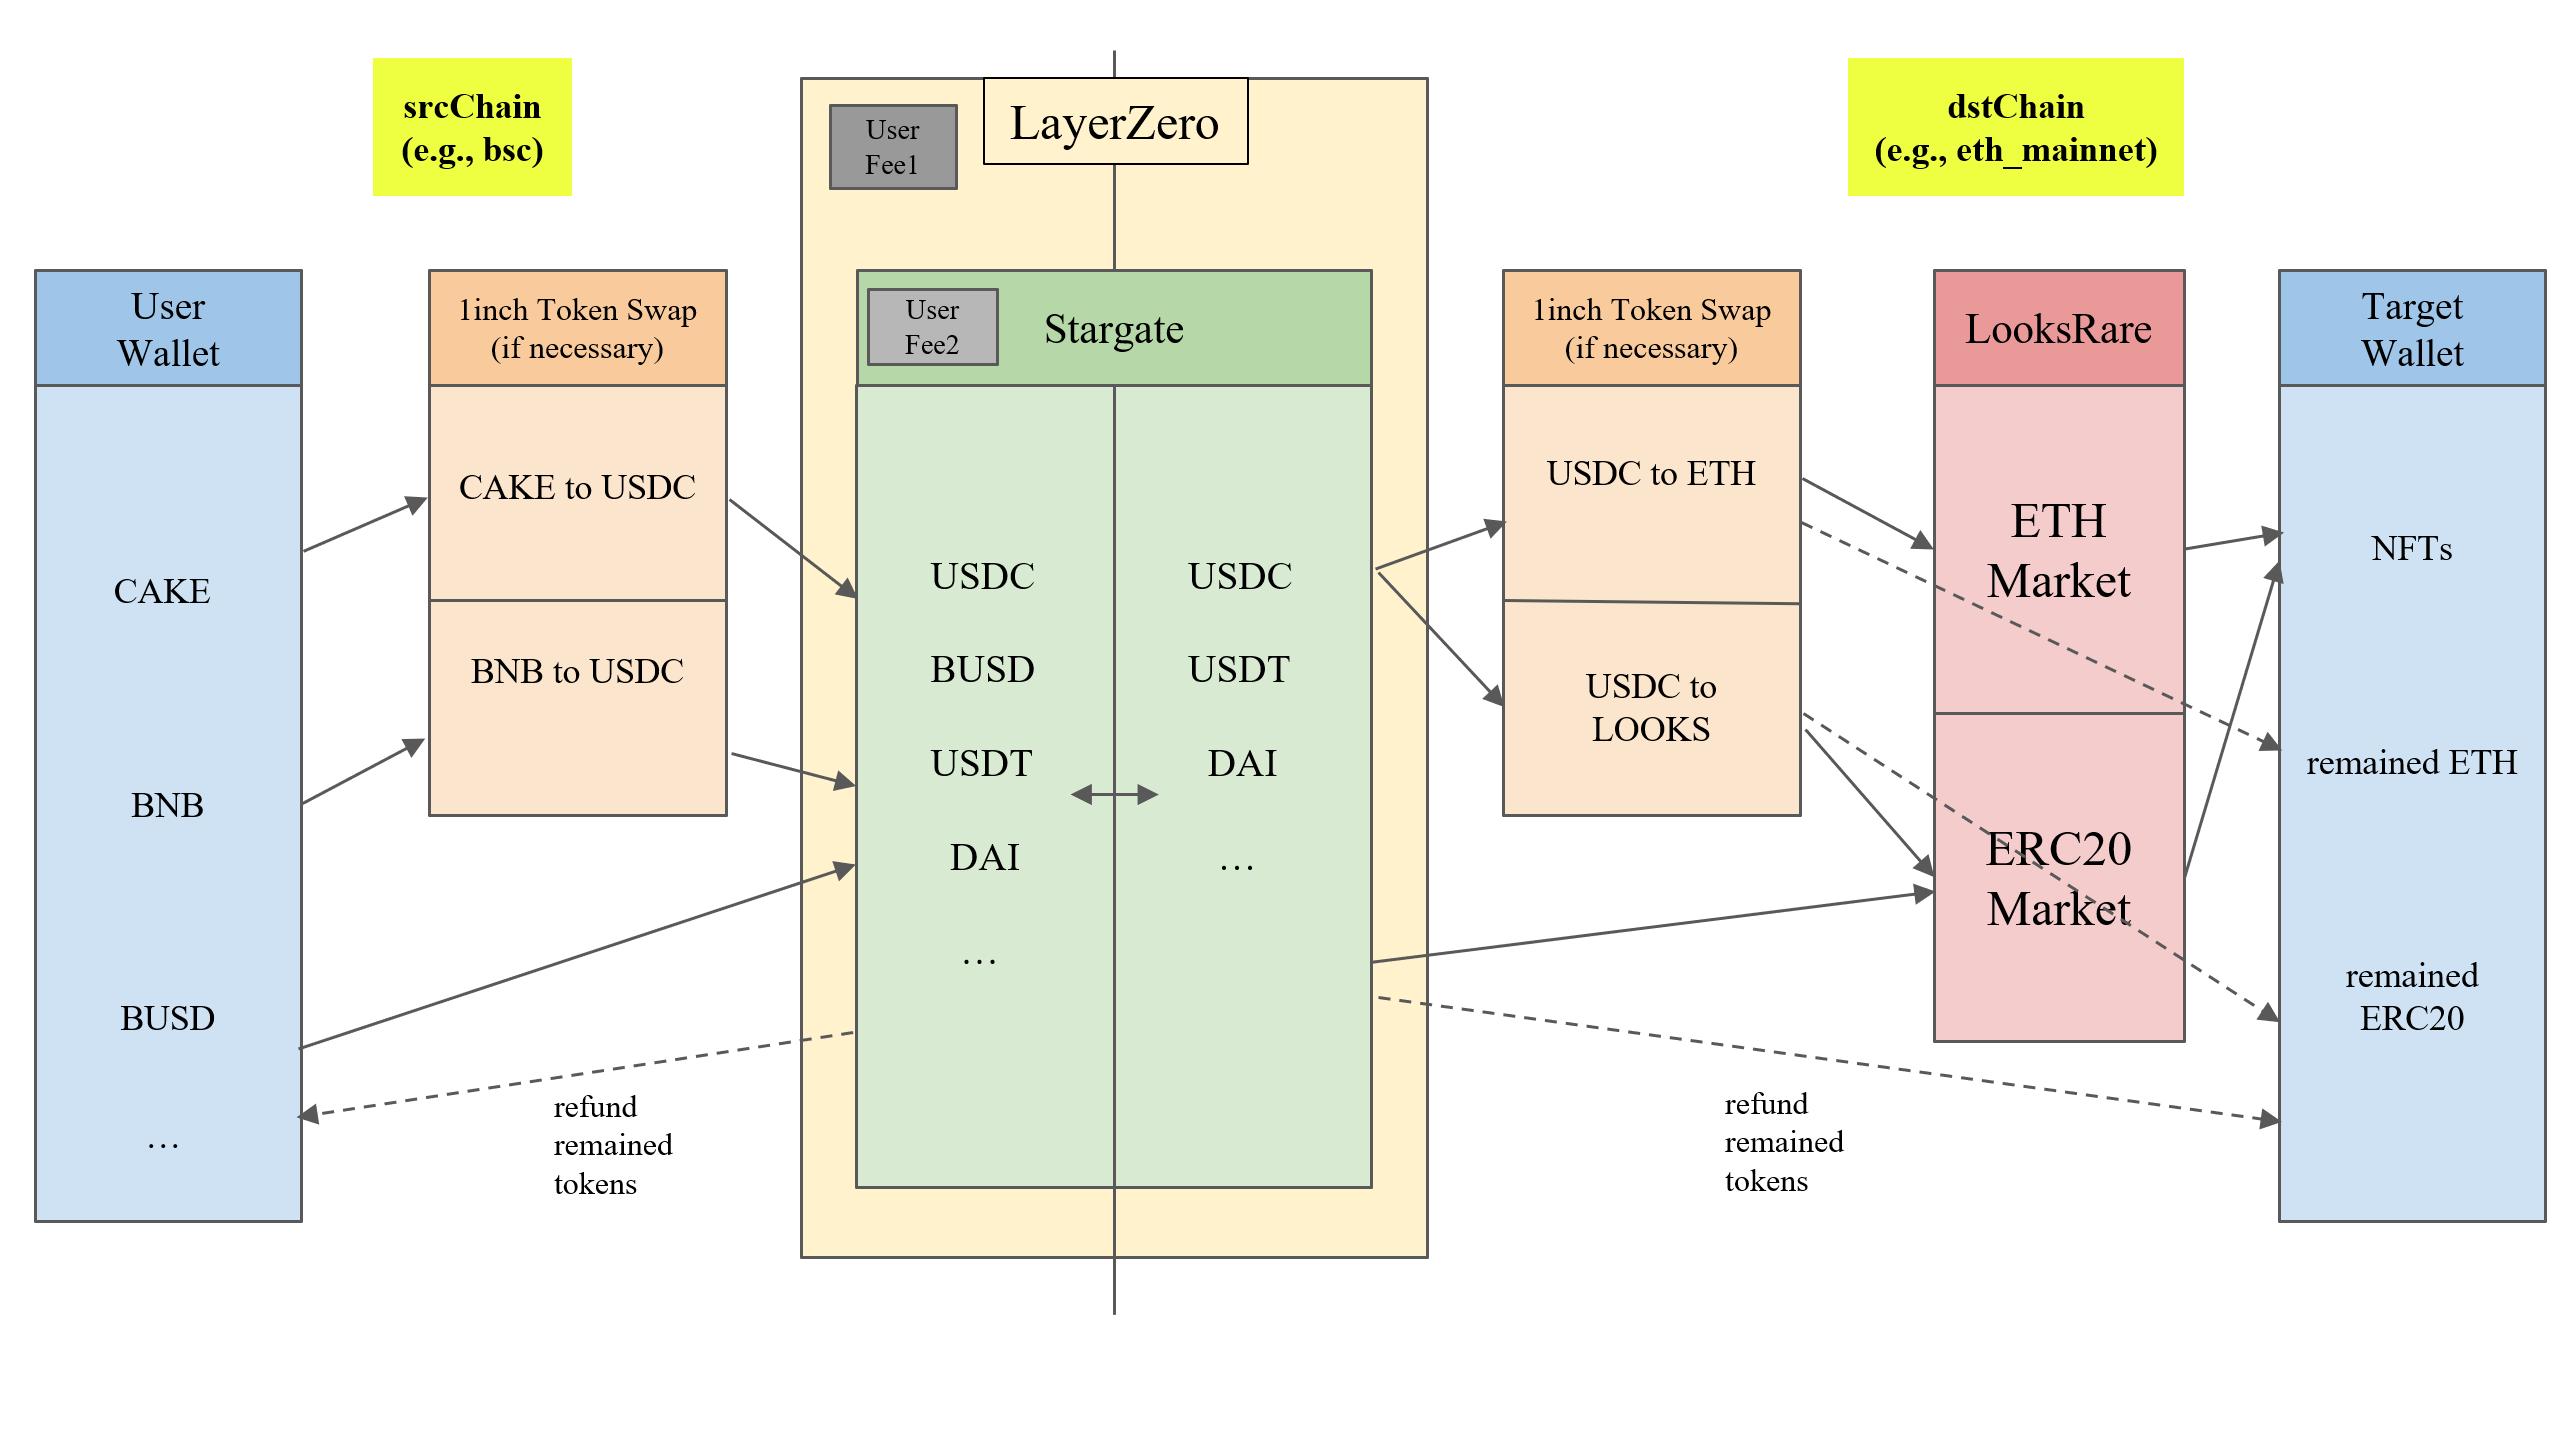 srcChain
(e.g., bsc)
LayerZero
User
Fee1
dstChain
(e.g., eth_mainnet)
User
Wallet
CAKE
BNB
BUSD
…
1inch Token Swap
(if necessary)
CAKE to USDC
BNB to USDC
User
Fee2
Stargate
USDC
BUSD
USDT
DAI
…
USDC
USDT
DAI
…
1inch Token Swap
(if necessary)
USDC to ETH
USDC to
LOOKS
LooksRare
ETH
Market
ERC20
Market
Target
Wallet
NFTs
remained ETH
remained
ERC20
refund
remained
tokens
refund
remained
tokens